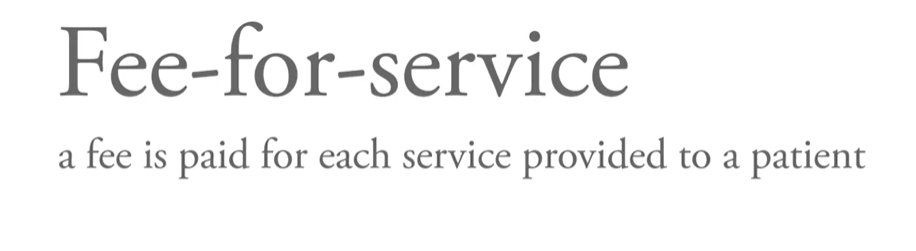 Fee-for-service
a fee is paid for each service provided to a patient